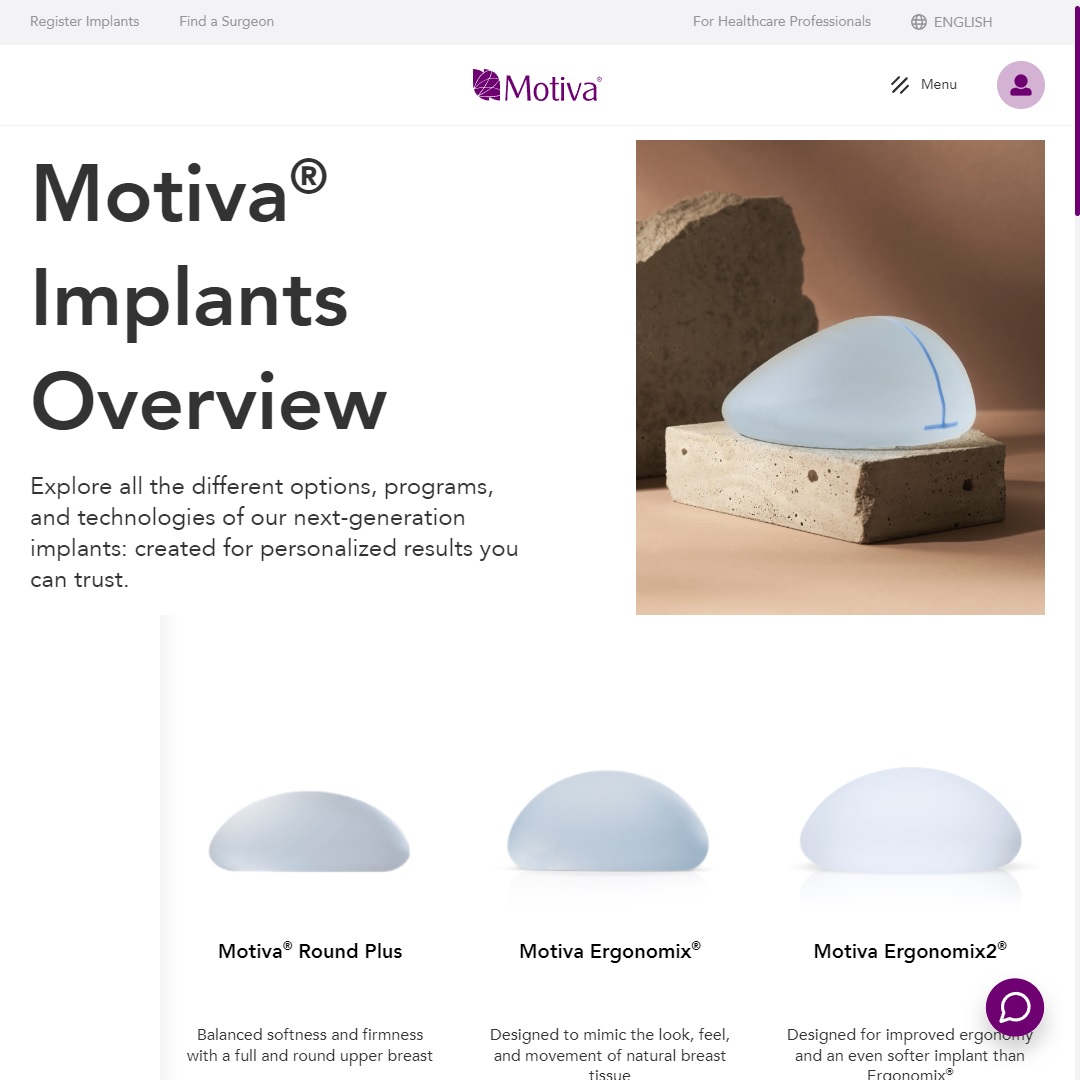 Register Implants
Find a Surgeon
For Healthcare Professionals
ENGLISH
Motiva®
Menu
Motiva®
Implants
Overview
Explore all the different options, programs,
and technologies of our next-generation
implants: created for personalized results you
can trust.
Motiva® Round Plus
Balanced softness and firmness
with a full and round upper breast
Motiva Ergonomix®
Designed to mimic the look, feel,
and movement of natural breast
tissue
Motiva Ergonomix2®
Designed for improved ergonomy
and an even softer implant than
Ergonomix®